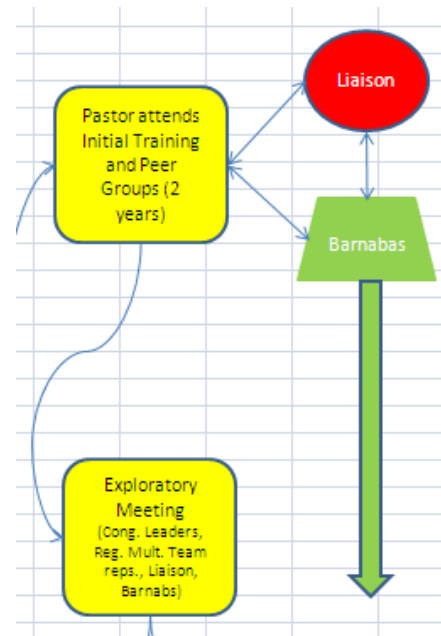 Liaison
Pastor attends
Initial Training
and Peer
Groups (2
years)
Barnabas
Exploratory
Meeting
(Cong. Leaders,
Reg. Mult. Team
reps., Liaison,
Barnabs)